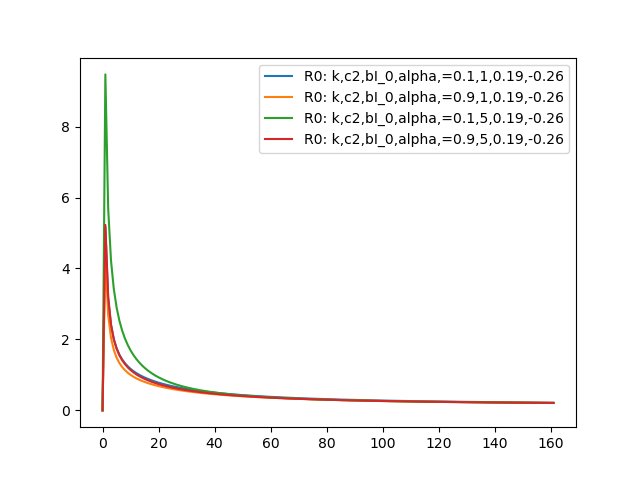 R0: k,c2,bI_0,alpha,=0.1,1,0.19,-0.26
R0: k,c2,bI_0,alpha,=0.9,1,0.19,-0.26
R0: k,c2,bI_0,alpha,=0.1,5,0.19,-0.26
R0: k,c2,bI_0,alpha,=0.9,5,0.19,-0.26
8
6
4
2
0
0 20 40 60 80 100 120 140 160